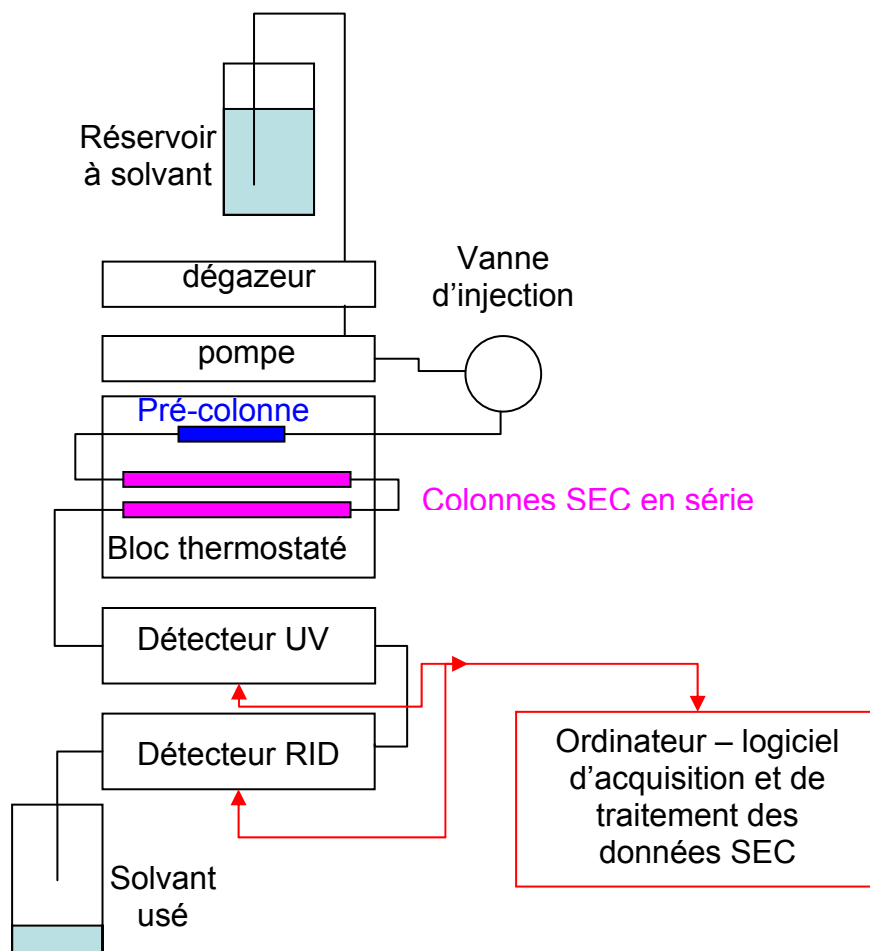 Réservoir
à solvant
dégazeur
Vanne
d’injection
pompe
Pré-colonne
Colonnes SEC en série
Bloc thermostaté
Détecteur UV
Détecteur RID
Ordinateur – logiciel
d’acquisition et de
traitement des
données SEC
Solvant
usé